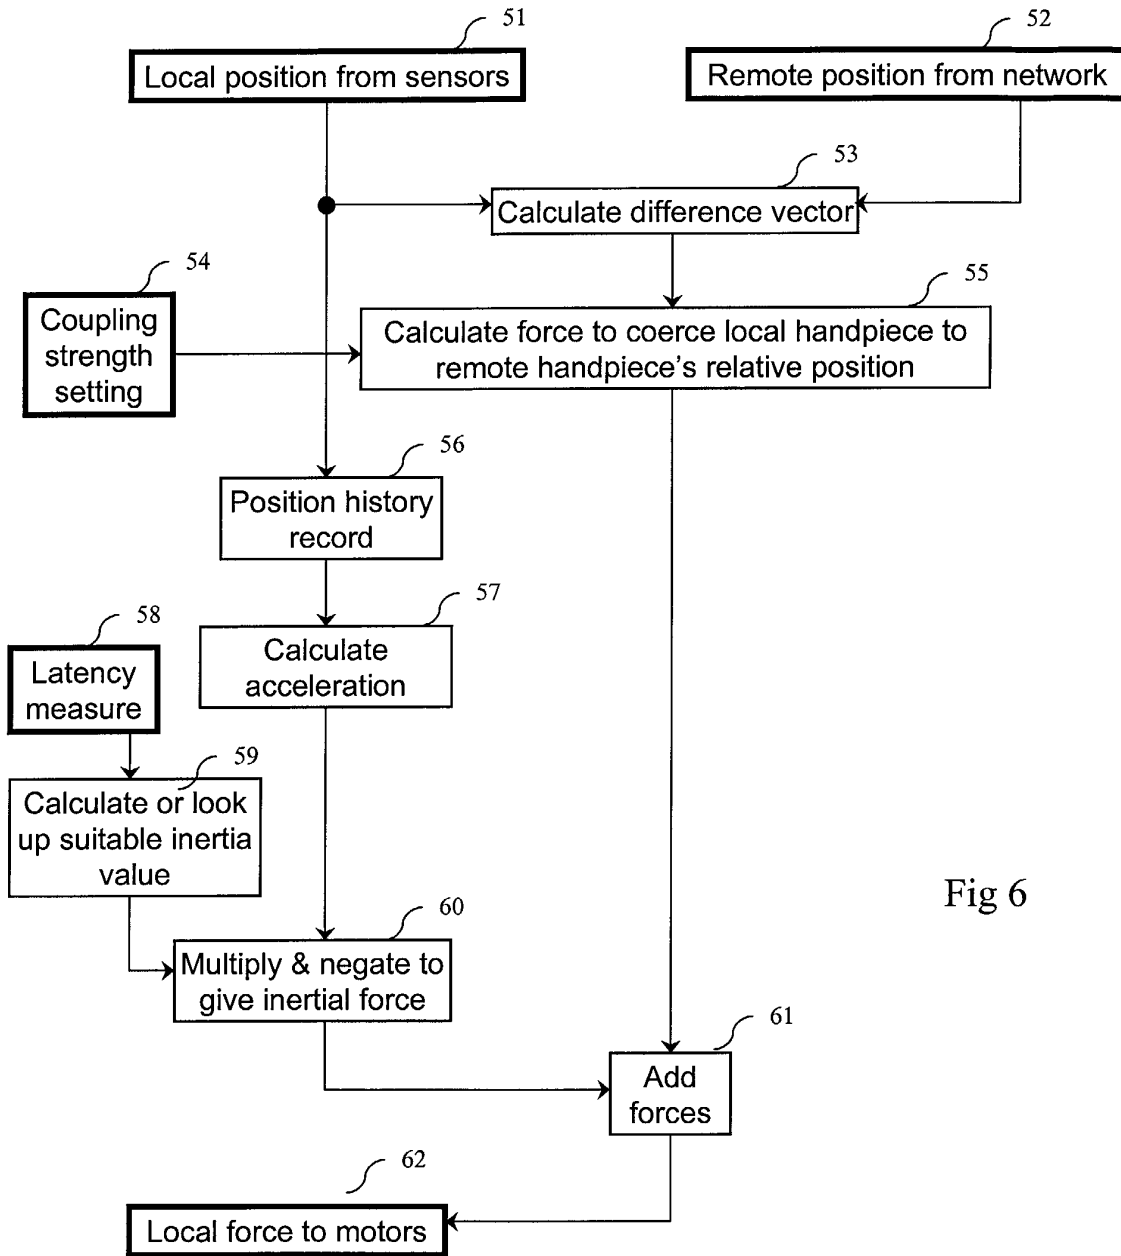 51
52
Local position from sensors
Remote position from network
53
Calculate difference vector
54
55
Coupling
strength
setting
Calculate force to coerce local handpiece to
remote handpiece's relative position
56
Position history
record
57
58
Calculate
acceleration
Latency
measure
59
Calculate or look
up suitable inertia
value
Fig 6
60
Multiply & negate to
give inertial force
61
Add
forces
62
Local force to motors